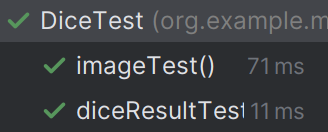 DiceTest (org.example.m
imageTest() 71 ms
diceResultTest 11 ms